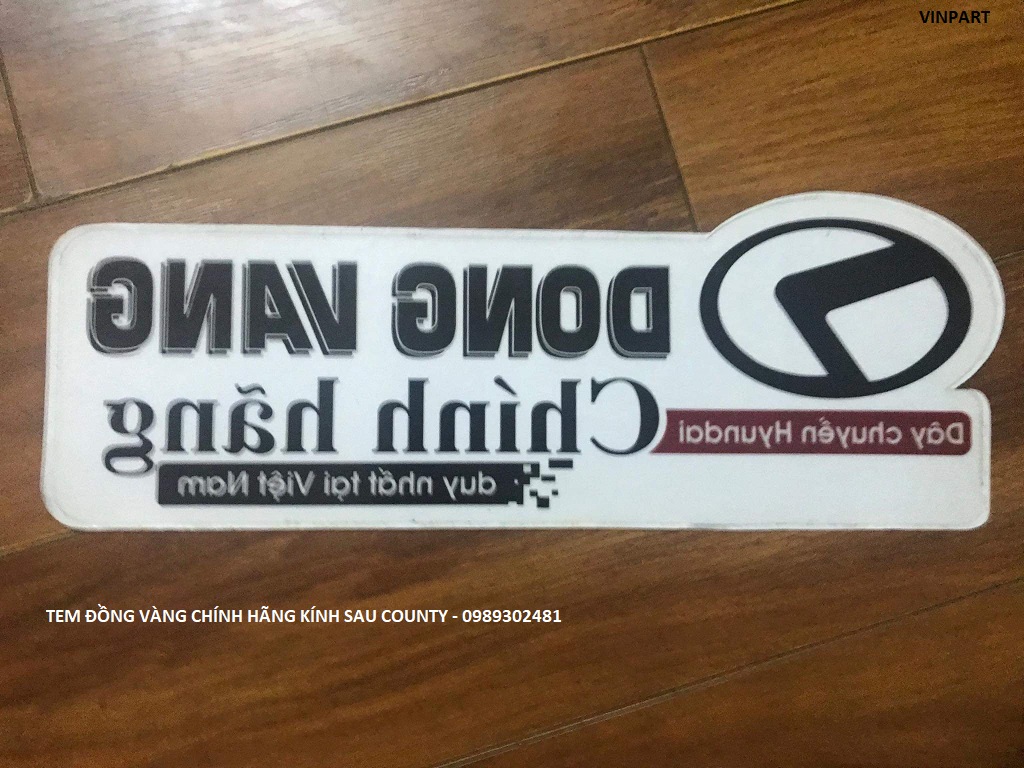 VINPART
DONG VANG
Chính hãng
Dây chuyền Hyundai
duy nhất tại Việt Nam
TEM ĐỒNG VÀNG CHÍNH HÃNG KÍNH SAU COUNTY - 0989302481